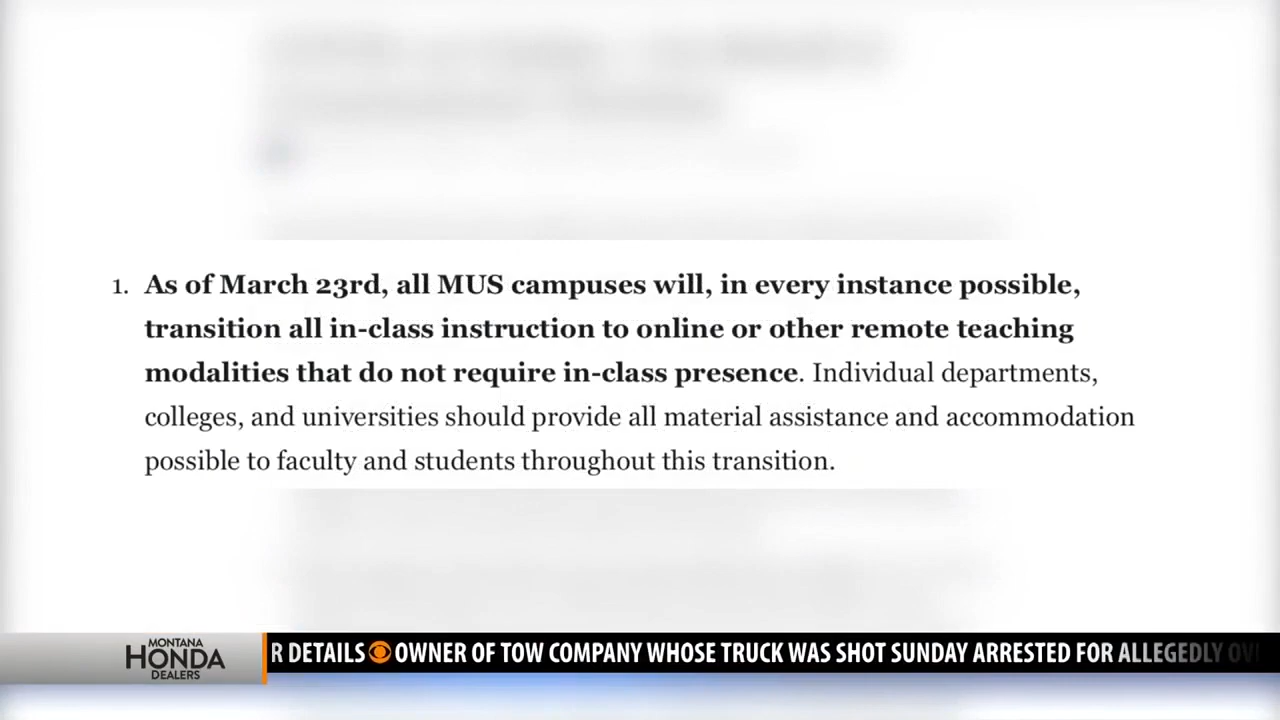 1. As of March 23rd, all MUS campuses will, in every instance possible,
transition all in-class instruction to online or other remote teaching
modalities that do not require in-class presence. Individual departments,
colleges, and universities should provide all material assistance and accommodation
possible to faculty and students throughout this transition.
MONTANA
HONDA
DEALERS
R DETAILS OWNER OF TOW COMPANY WHOSE TRUCK WAS SHOT SUNDAY ARRESTED FOR ALLEGEDLY